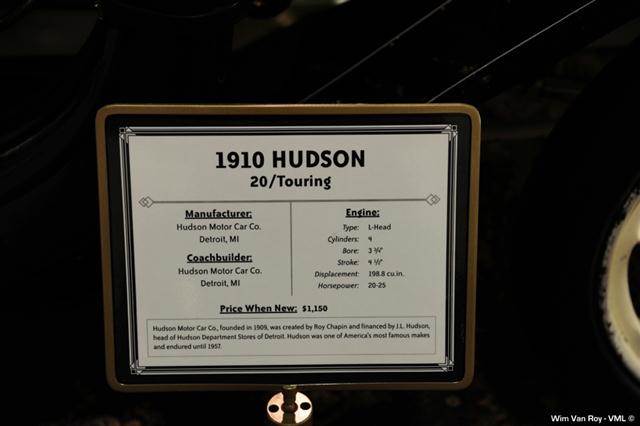 1910 HUDSON
20/Touring
Manufacturer:
Hudson Motor Car Co.
Detroit, MI
Coachbuilder:
Hudson Motor Car Co.
Detroit, MI
Engine:
Type: L-Head
Cylinders: 4
Bore: 3 ¾"
Stroke: 4 ½"
Displacement: 198.8 cu.in.
Horsepower: 20-25
Price When New: $1,150
Hudson Motor Car Co., founded in 1909, was created by Roy Chapin and financed by J.L. Hudson,
head of Hudson Department Stores of Detroit. Hudson was one of America's most famous makes
and endured until 1957.
Wim Van Roy - VML ©